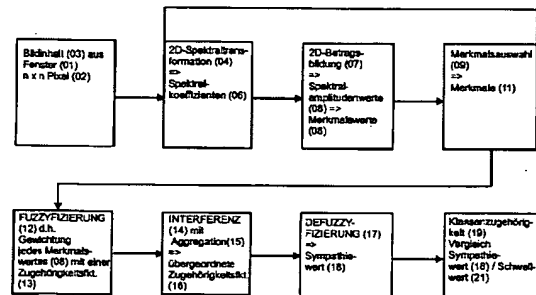 Bildinhalt (03) aus
Fenster (01)
n x n Pixel (02)
2D-Spektraltrans-
formation (04)
=>
Spektral-
koeffizienten (06)
2D-Betrags-
bildung (07)
=>
Spektral-
amplitudenwerte
(08) =>
Merkmalswerte
(08)
Merkmalsauswahl
(09)
=>
Merkmale (11)
FUZZYFIZIERUNG
(12) d.h.
Gewichtung
jedes Merkmals-
wertes (08) mit einer
Zugehörigkeitsfkt.
(13)
INTERFERENZ
(14) mit
Aggregation(15)
=>
übergeordnete
Zugehörigkeitsfkt.
(16)
DEFUZZY-
FIZIERUNG (17)
=>
Sympathie-
wert (18)
Klassenzugehörig-
keit (19)
Vergleich
Sympathie-
wert (18) / Schwell-
wert (21)